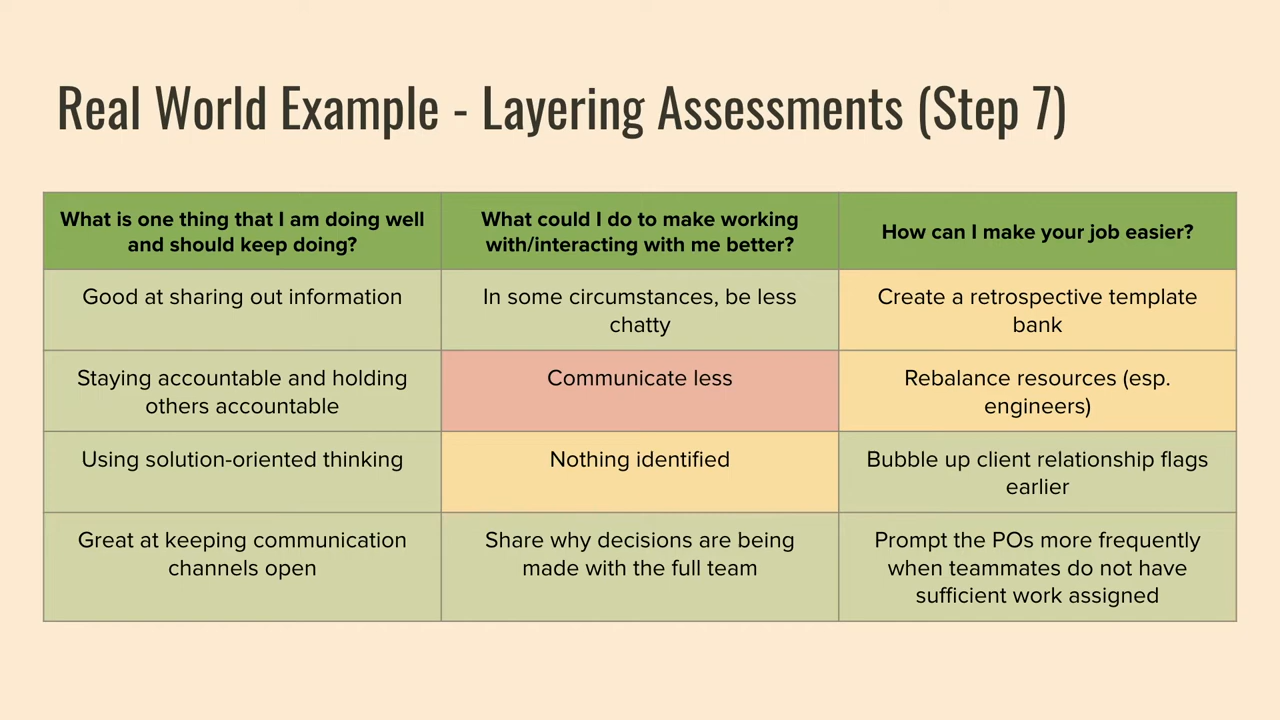 Real World Example - Layering Assessments (Step 7)
What is one thing that I am doing well
and should keep doing?
What could I do to make working
with/interacting with me better?
How can I make your job easier?
Good at sharing out information
In some circumstances, be less
chatty
Create a retrospective template
bank
Staying accountable and holding
others accountable
Communicate less
Rebalance resources (esp.
engineers)
Using solution-oriented thinking
Nothing identified
Bubble up client relationship flags
earlier
Great at keeping communication
channels open
Share why decisions are being
made with the full team
Prompt the POs more frequently
when teammates do not have
sufficient work assigned